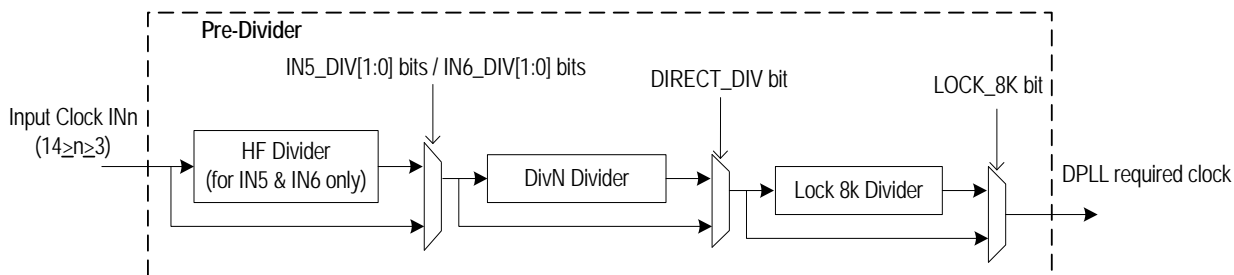 Pre-Divider
IN5_DIV[1:0] bits / IN6_DIV[1:0] bits
DIRECT_DIV bit
LOCK_8K bit
Input Clock INn
(14≥n≥3)
HF Divider
(for IN5 & IN6 only)
DivN Divider
Lock 8k Divider
DPLL required clock